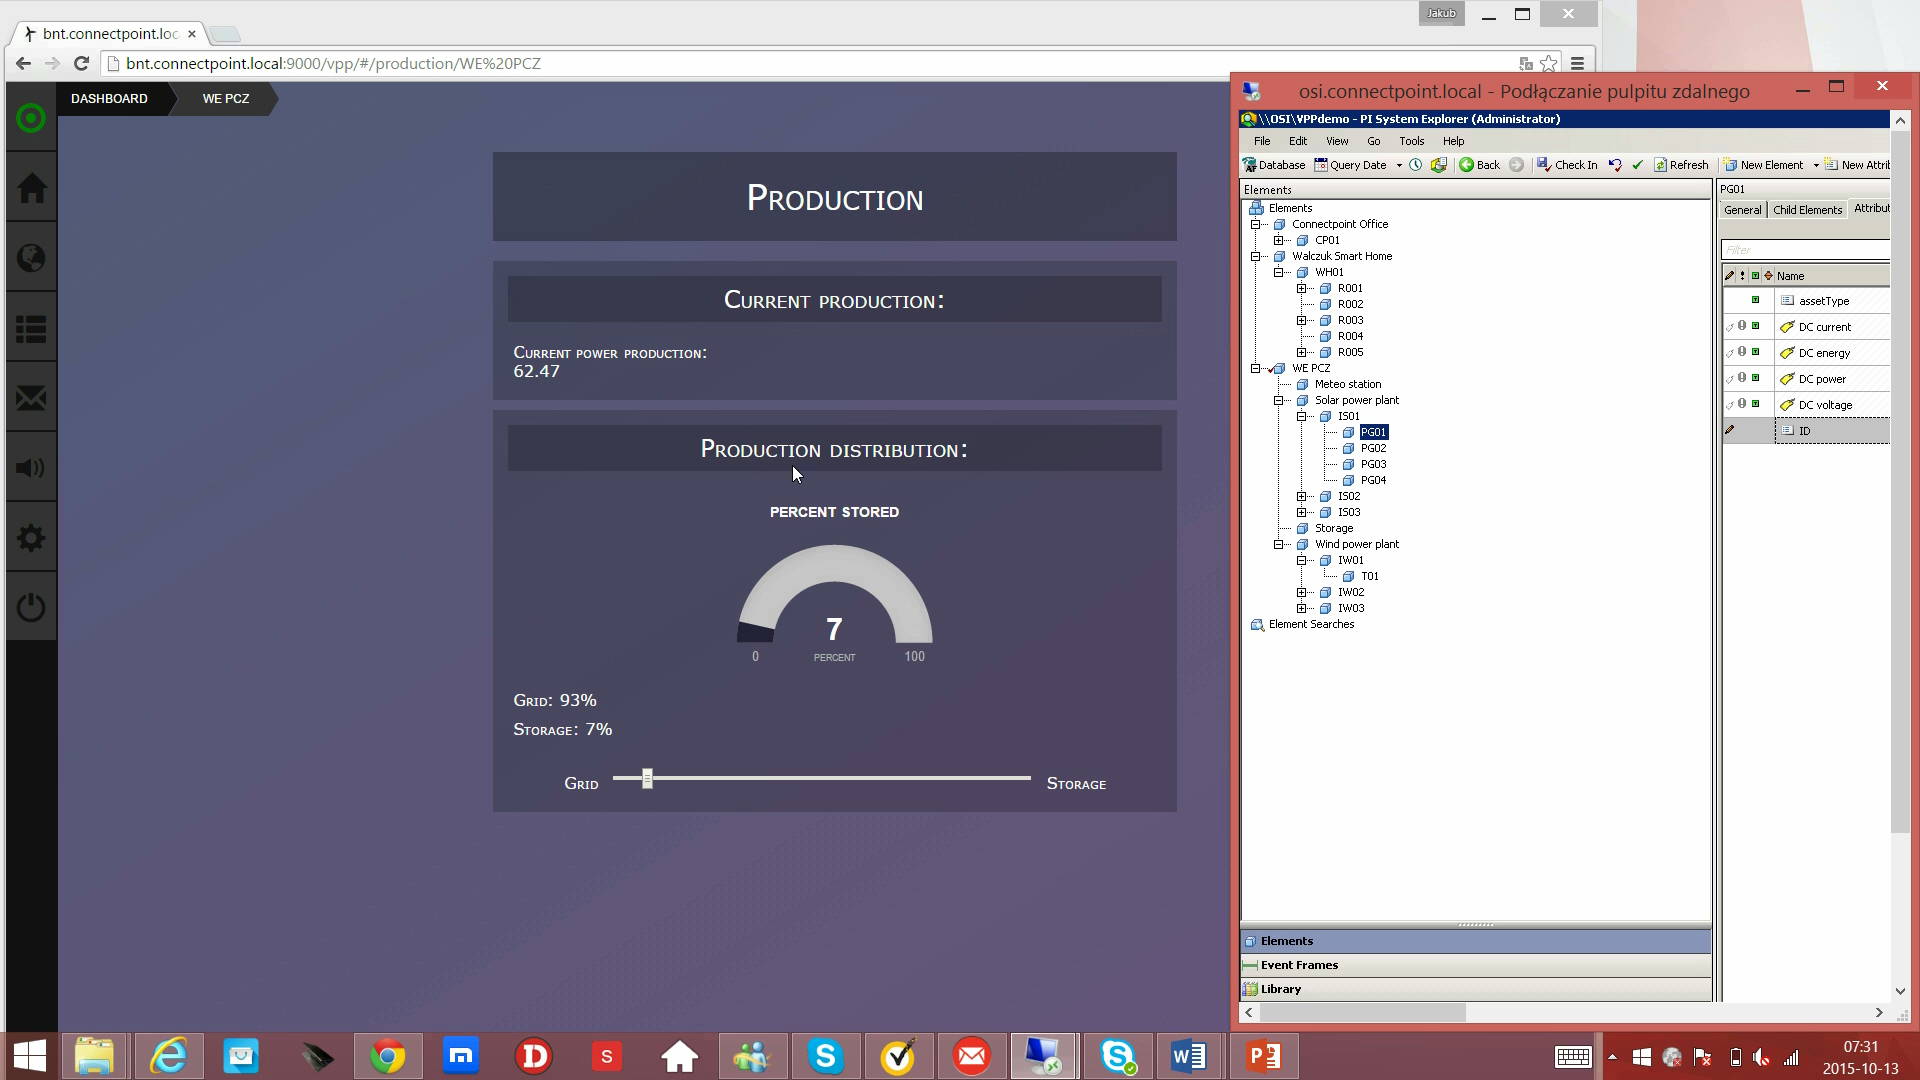 Jakub
bnt.connectpoint.loc
bnt.connectpoint.local:9000/vpp/#/production/WE%20PCZ
DASHBOARD
WE PCZ
Production
Current production:
Current power production:
62.47
Production distribution:
PERCENT STORED
7
0
PERCENT
100
Grid: 93%
Storage: 7%
Grid
Storage
osi.connectpoint.local - Podłączanie pulpitu zdalnego
\\OSI\VPPdemo - PI System Explorer (Administrator)
File Edit View Go Tools Help
Database Query Date Back Check In Refresh New Element New Attri
Elements
Elements
Connectpoint Office
CP01
Walczuk Smart Home
WH01
R001
R002
R003
R004
R005
WE PCZ
Meteo station
Solar power plant
IS01
PG01
PG02
PG03
PG04
IS02
IS03
Storage
Wind power plant
IW01
T01
IW02
IW03
Element Searches
Elements
Event Frames
Library
PG01
General Child Elements Attribut
Filter
Name
assetType
DC current
DC energy
DC power
DC voltage
ID
07:31
2015-10-13